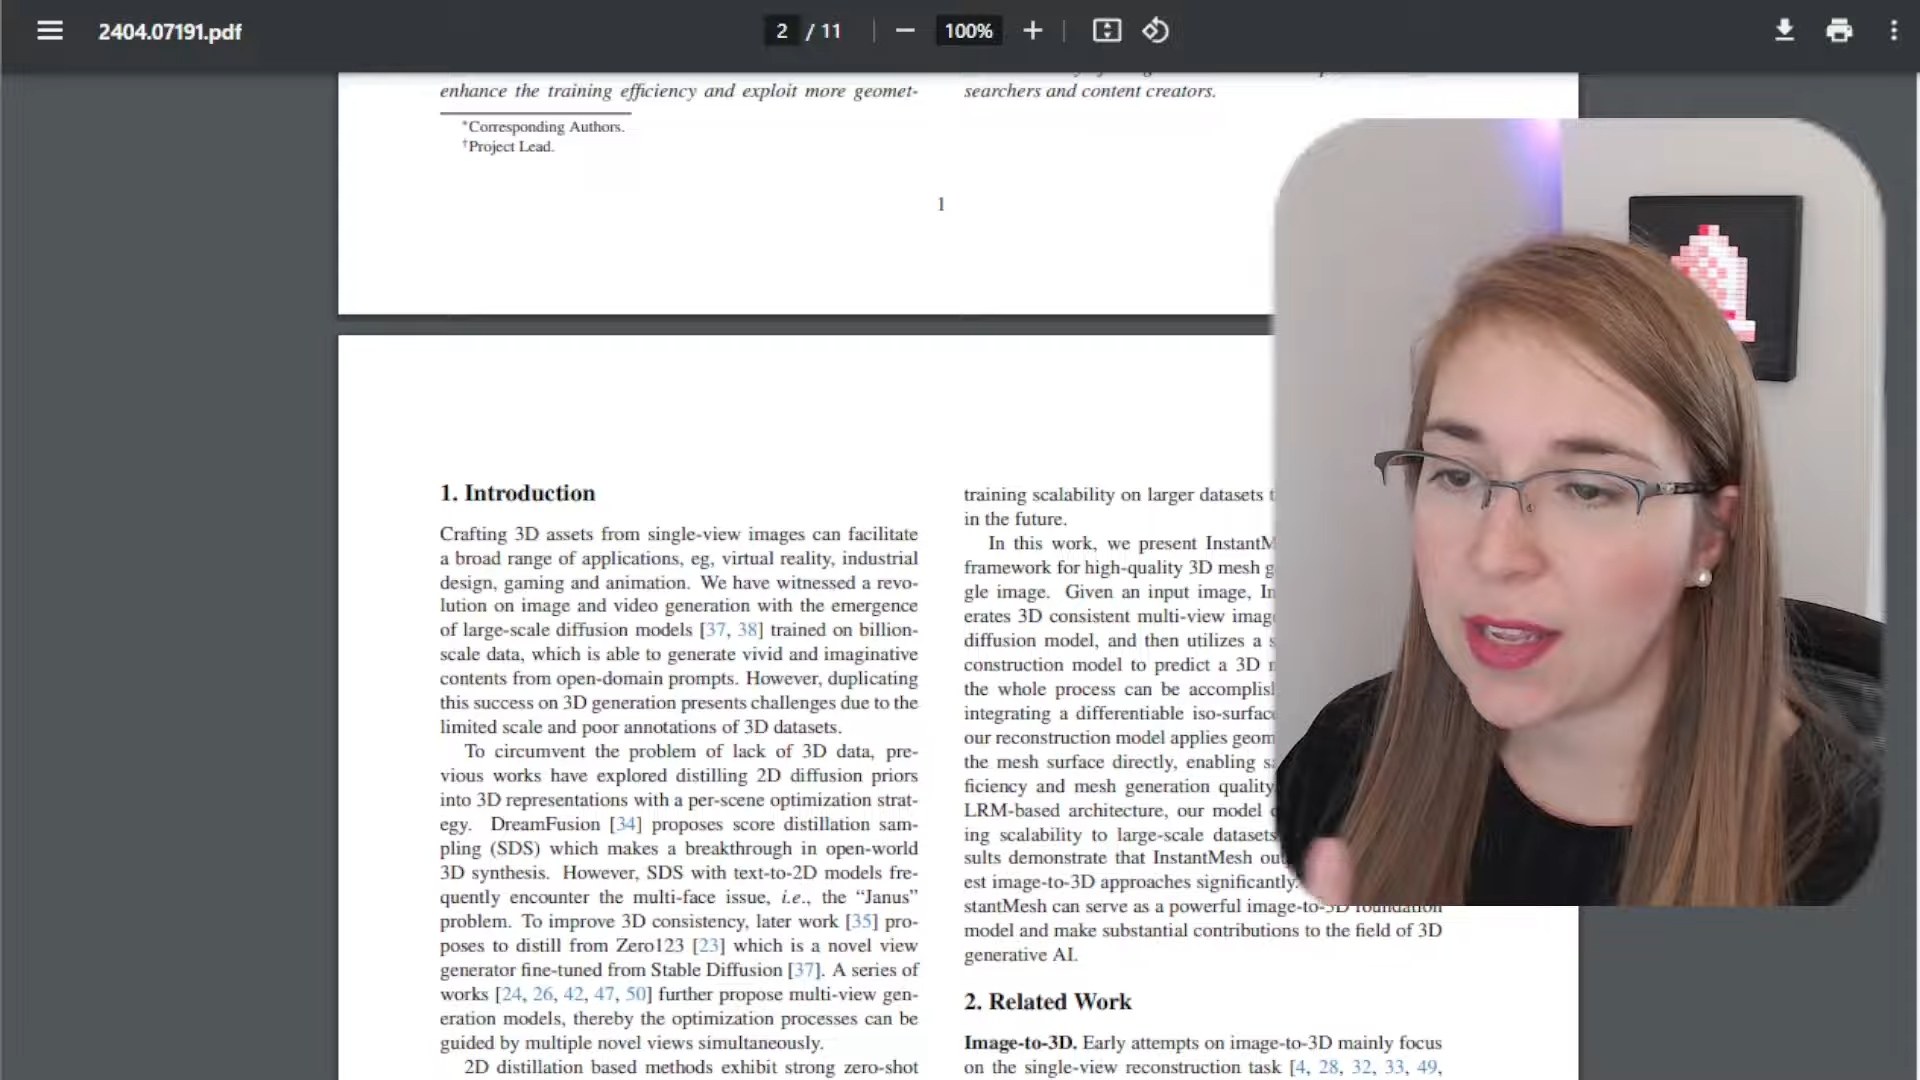 2404.07191.pdf
2 / 11
100%
enhance the training efficiency and exploit more geomet-
*Corresponding Authors.
†Project Lead.
searchers and content creators.
1
1. Introduction
Crafting 3D assets from single-view images can facilitate
a broad range of applications, eg, virtual reality, industrial
design, gaming and animation. We have witnessed a revo-
lution on image and video generation with the emergence
of large-scale diffusion models [37, 38] trained on billion-
scale data, which is able to generate vivid and imaginative
contents from open-domain prompts. However, duplicating
this success on 3D generation presents challenges due to the
limited scale and poor annotations of 3D datasets.
To circumvent the problem of lack of 3D data, pre-
vious works have explored distilling 2D diffusion priors
into 3D representations with a per-scene optimization strat-
egy. DreamFusion [34] proposes score distillation sam-
pling (SDS) which makes a breakthrough in open-world
3D synthesis. However, SDS with text-to-2D models fre-
quently encounter the multi-face issue, i.e., the “Janus”
problem. To improve 3D consistency, later work [35] pro-
poses to distill from Zero123 [23] which is a novel view
generator fine-tuned from Stable Diffusion [37]. A series of
works [24, 26, 42, 47, 50] further propose multi-view gen-
eration models, thereby the optimization processes can be
guided by multiple novel views simultaneously.
2D distillation based methods exhibit strong zero-shot
training scalability on larger datasets
in the future.
In this work, we present
framework for high-quality 3D mesh
gle image. Given an input image,
erates 3D consistent multi-view
diffusion model, and then utilizes a
construction model to predict a 3D
the whole process can be
integrating a differentiable
our reconstruction model applies
the mesh surface directly, enabling
ficiency and mesh generation quality
LRM-based architecture, our model
ing scalability to large-scale datasets
sults demonstrate that InstantMesh
est image-to-3D approaches significantly.
stantMesh can serve as a powerful image-to-3D foundation
model and make substantial contributions to the field of 3D
generative AI.
2. Related Work
Image-to-3D. Early attempts on image-to-3D mainly focus
on the single-view reconstruction task [4, 28, 32, 33, 49,